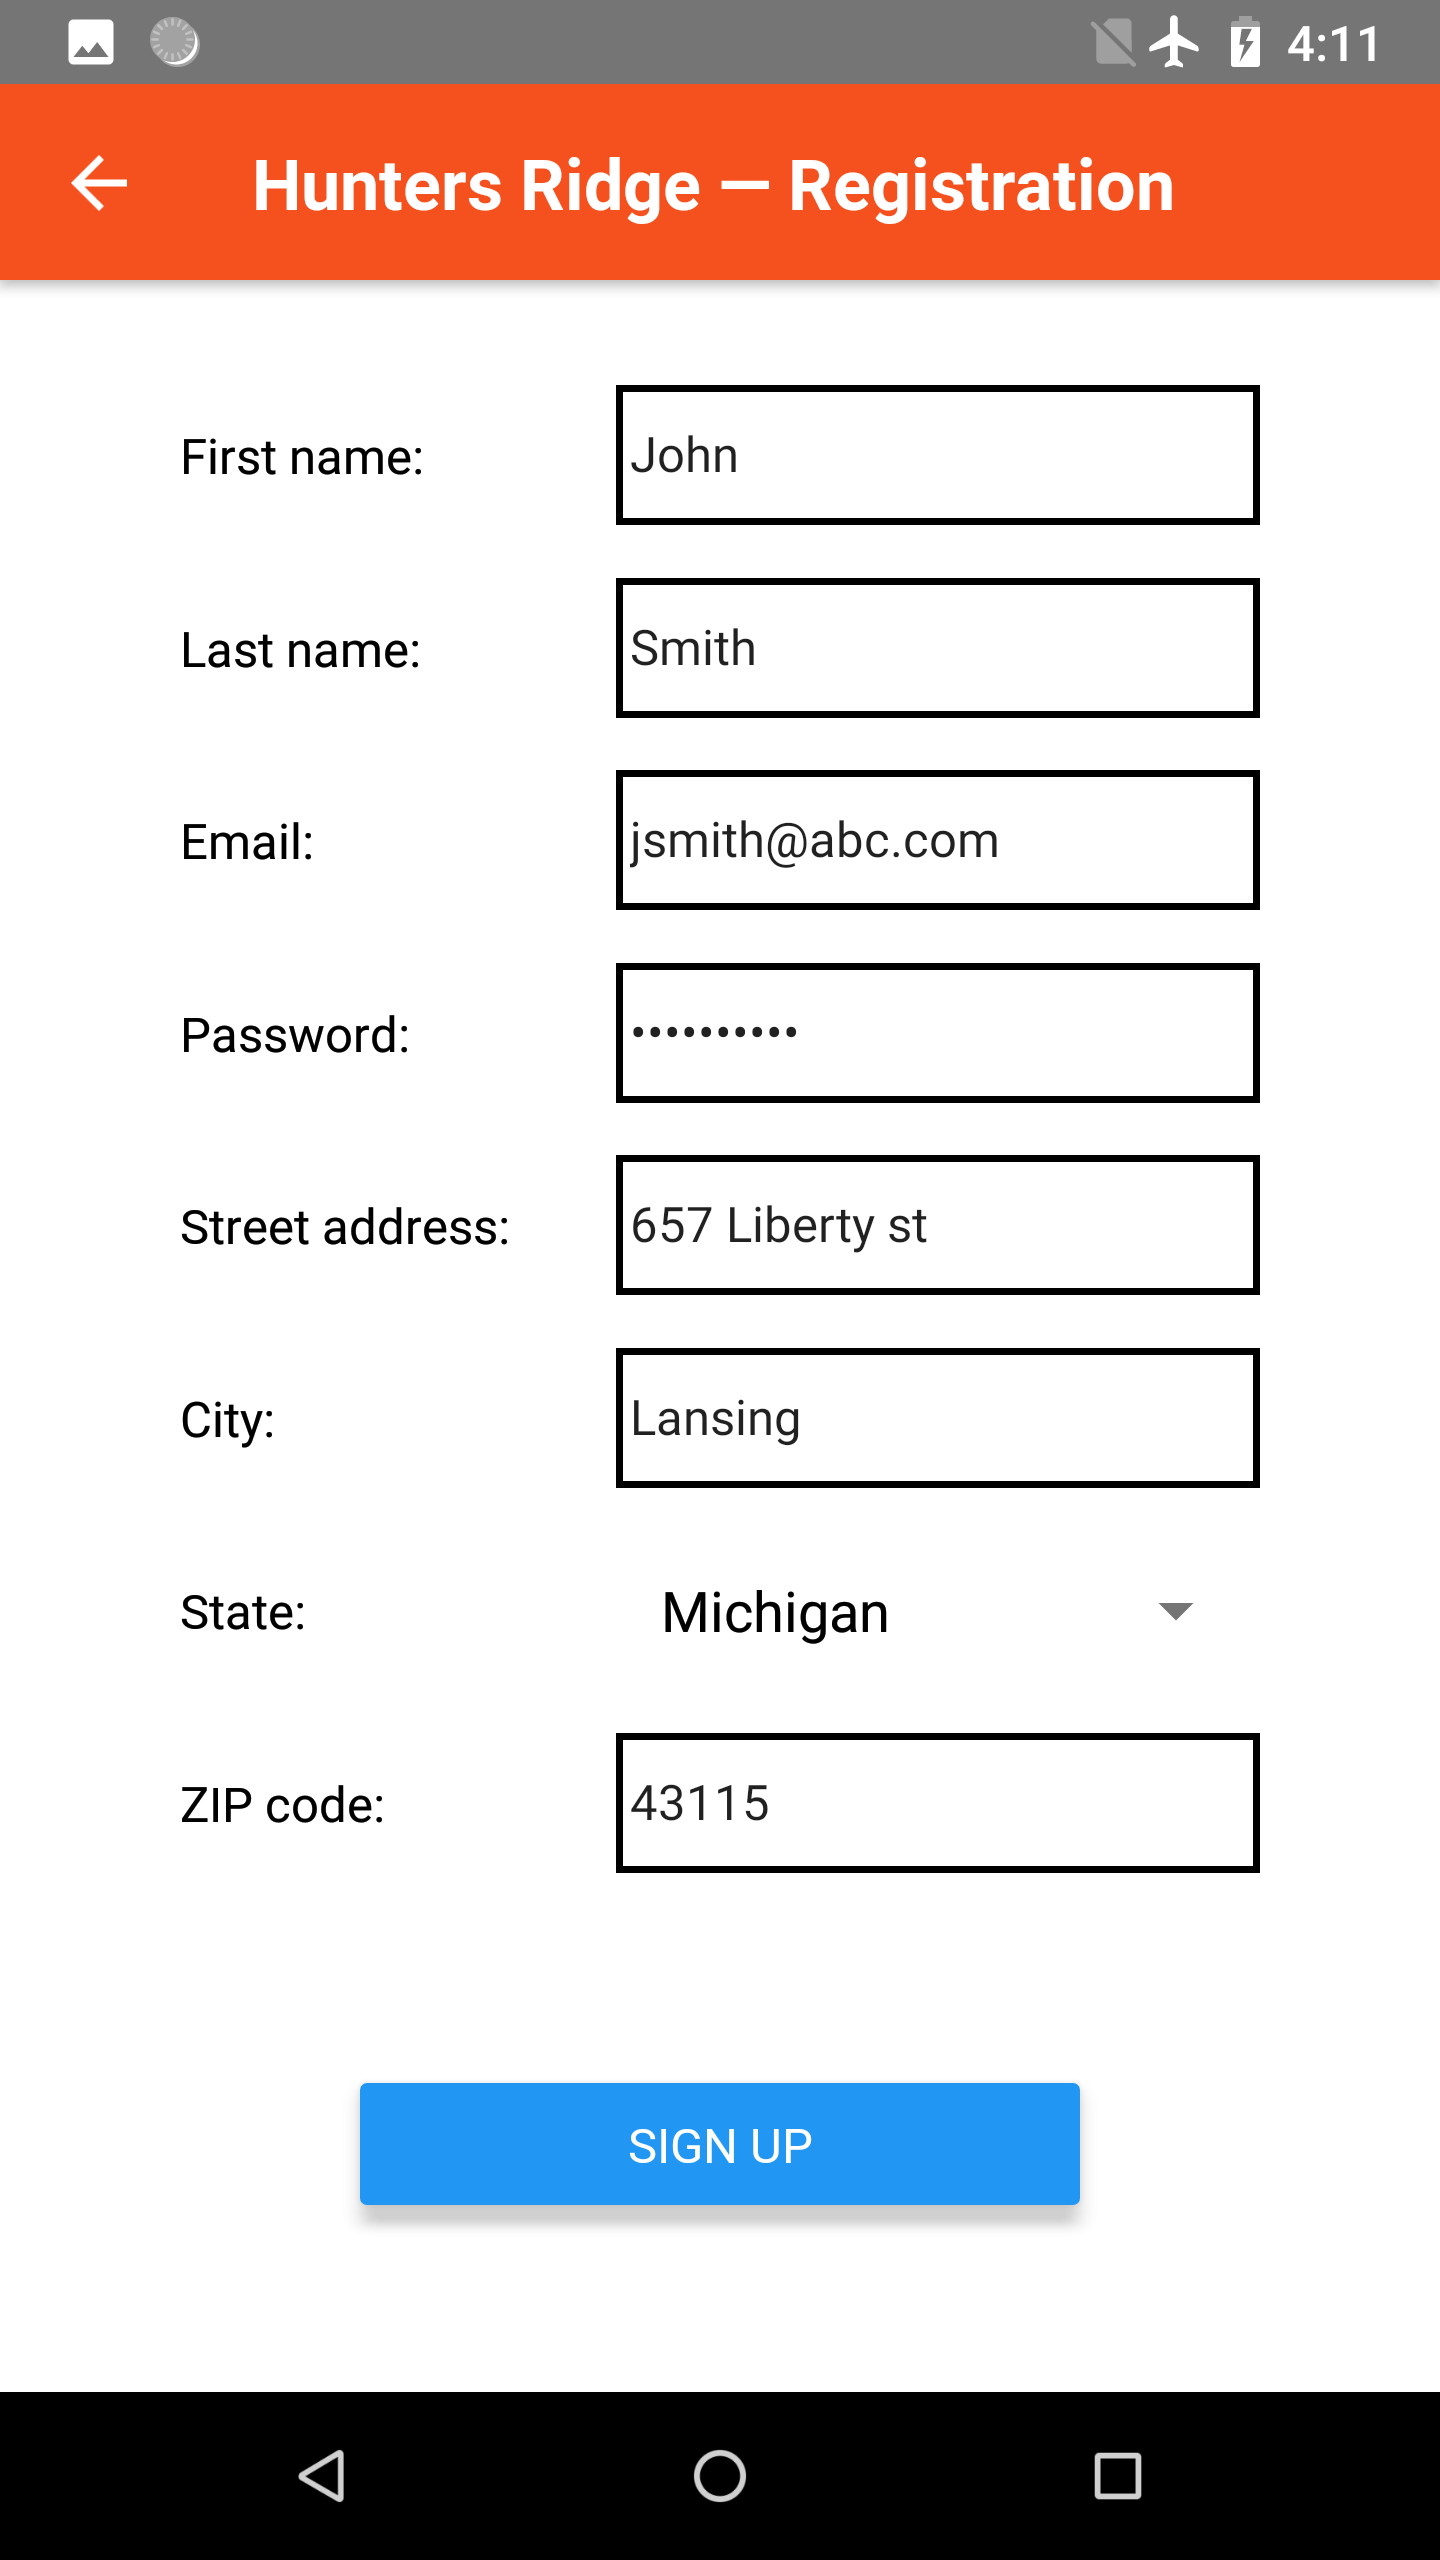 4:11
Hunters Ridge — Registration
First name: John
Last name: Smith
Email: jsmith@abc.com
Password: ••••••••••
Street address: 657 Liberty st
City: Lansing
State: Michigan
ZIP code: 43115
SIGN UP